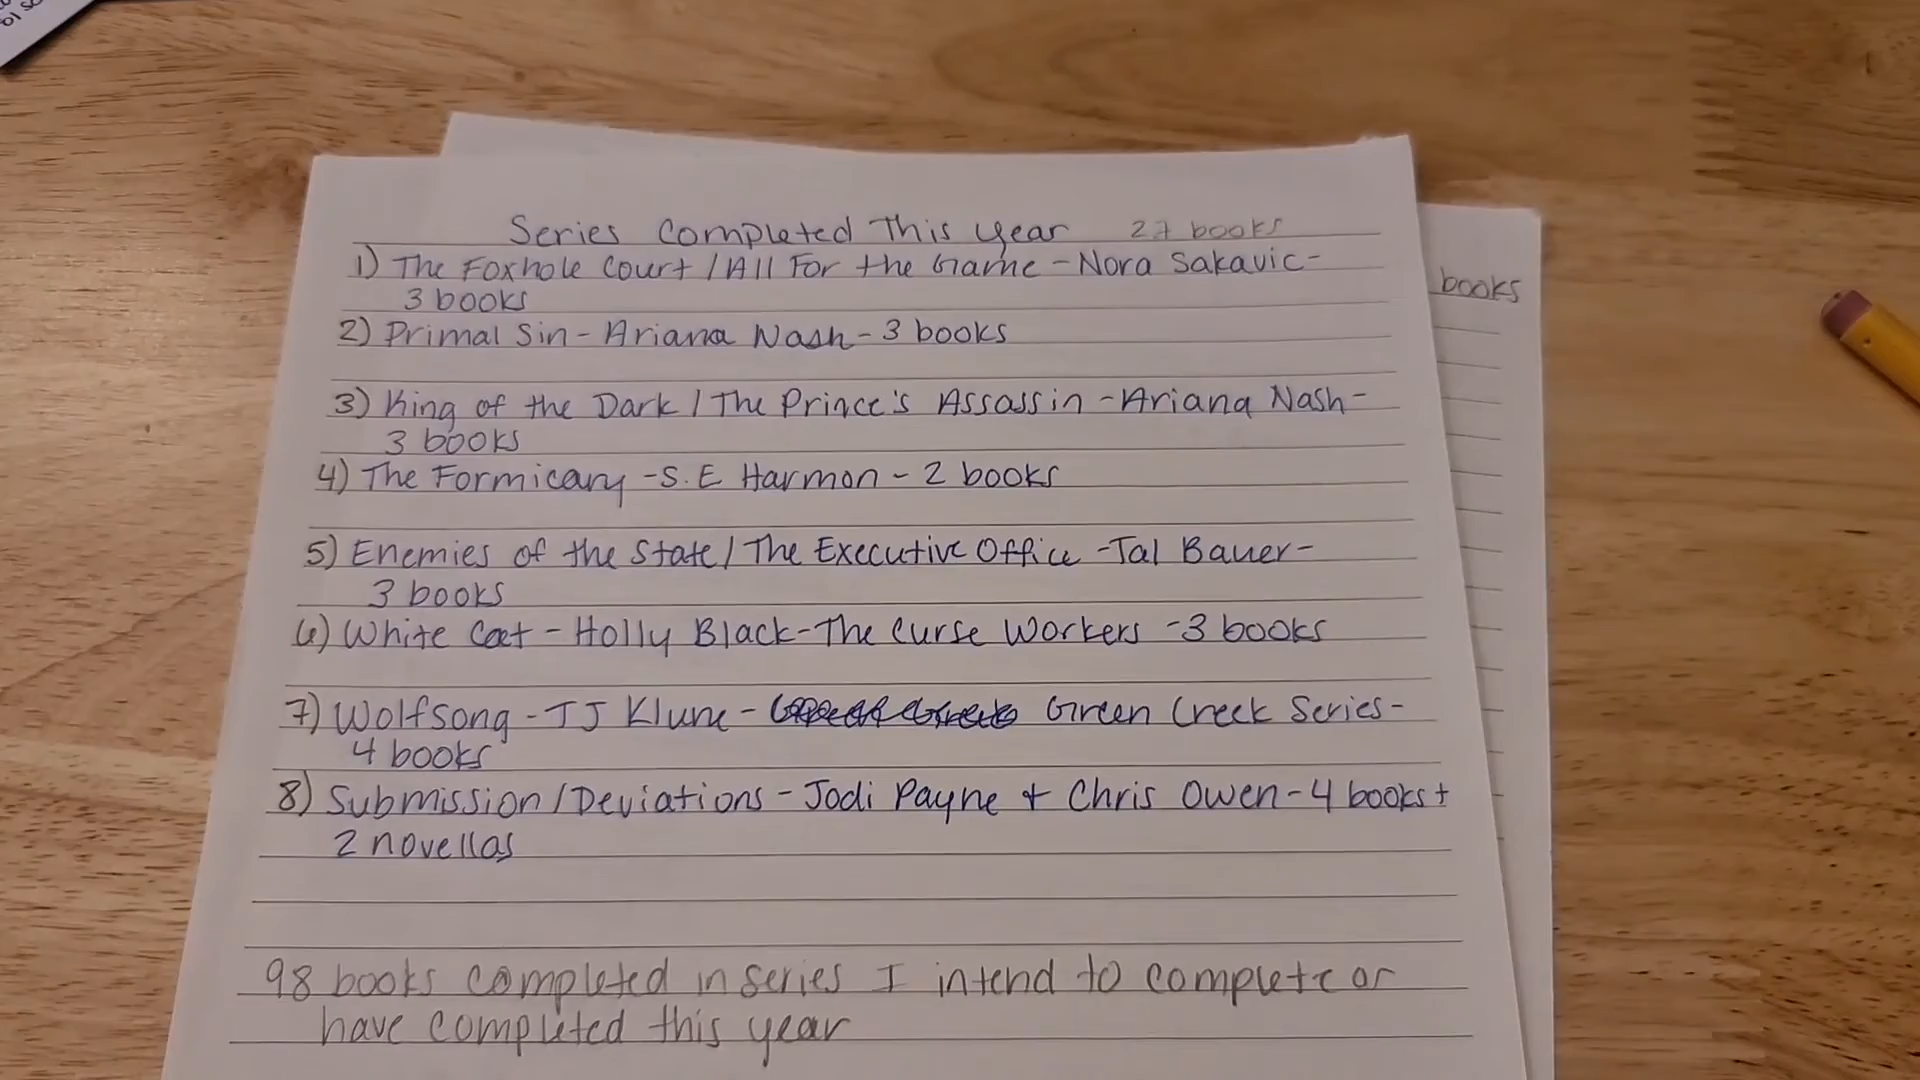 Series Completed This Year 27 books
1) The Foxhole Court / All For the Game - Nora Sakavic -
3 books
2) Primal Sin - Ariana Nash - 3 books
3) King of the Dark / The Prince's Assassin - Ariana Nash -
3 books
4) The Formicary - S.E Harmon - 2 books
5) Enemies of the State / The Executive Office - Tal Bauer -
3 books
6) White Cat - Holly Black - The Curse Workers - 3 books
7) Wolfsong - TJ Klune - Green Creek Series -
4 books
8) Submission / Deviations - Jodi Payne + Chris Owen - 4 books +
2 novellas
98 books completed in series I intend to complete or
have completed this year
books